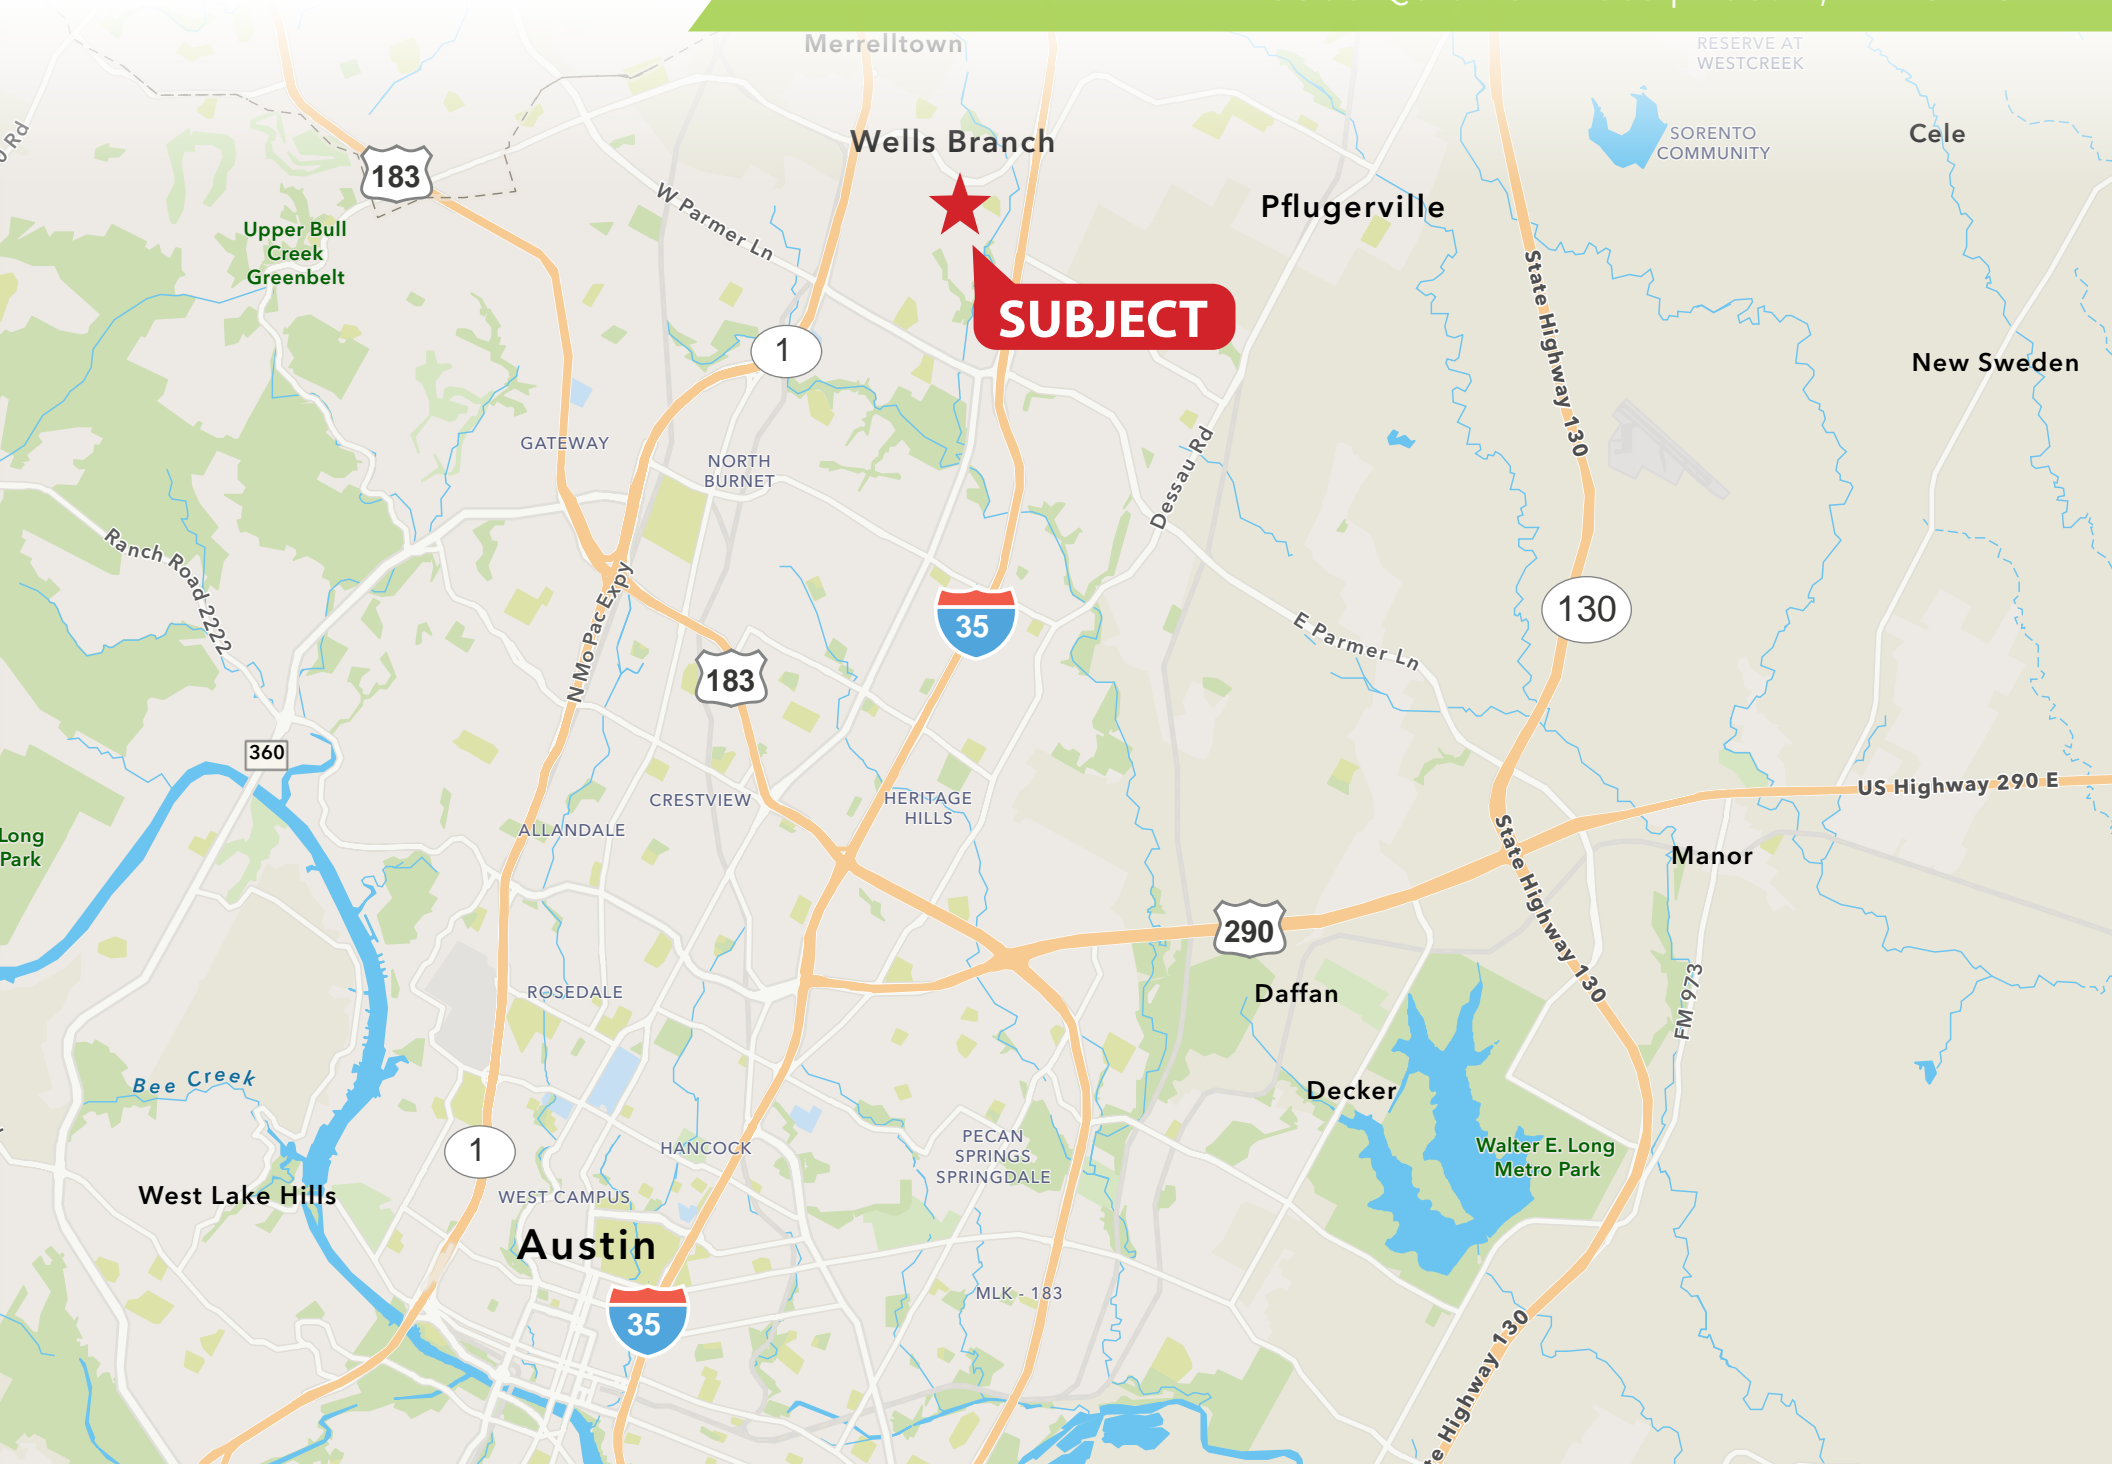 Merrelltown
RESERVE AT
WESTCREEK
Rd
Wells Branch
SORENTO
COMMUNITY
Cele
183
W Parmer Ln
Pflugerville
Upper Bull
Creek
Greenbelt
State Highway 130
SUBJECT
1
New Sweden
GATEWAY
NORTH
BURNET
Dessau Rd
Ranch Road 2222
N MoPac Expy
35
130
E Parmer Ln
183
360
US Highway 290 E
CRESTVIEW
HERITAGE
HILLS
ALLANDALE
Long
Park
State Highway 130
Manor
290
ROSEDALE
Daffan
FM 973
Bee Creek
Decker
1
HANCOCK
PECAN
SPRINGS
SPRINGDALE
Walter E. Long
Metro Park
West Lake Hills
WEST CAMPUS
Austin
MLK - 183
35
Highway 130